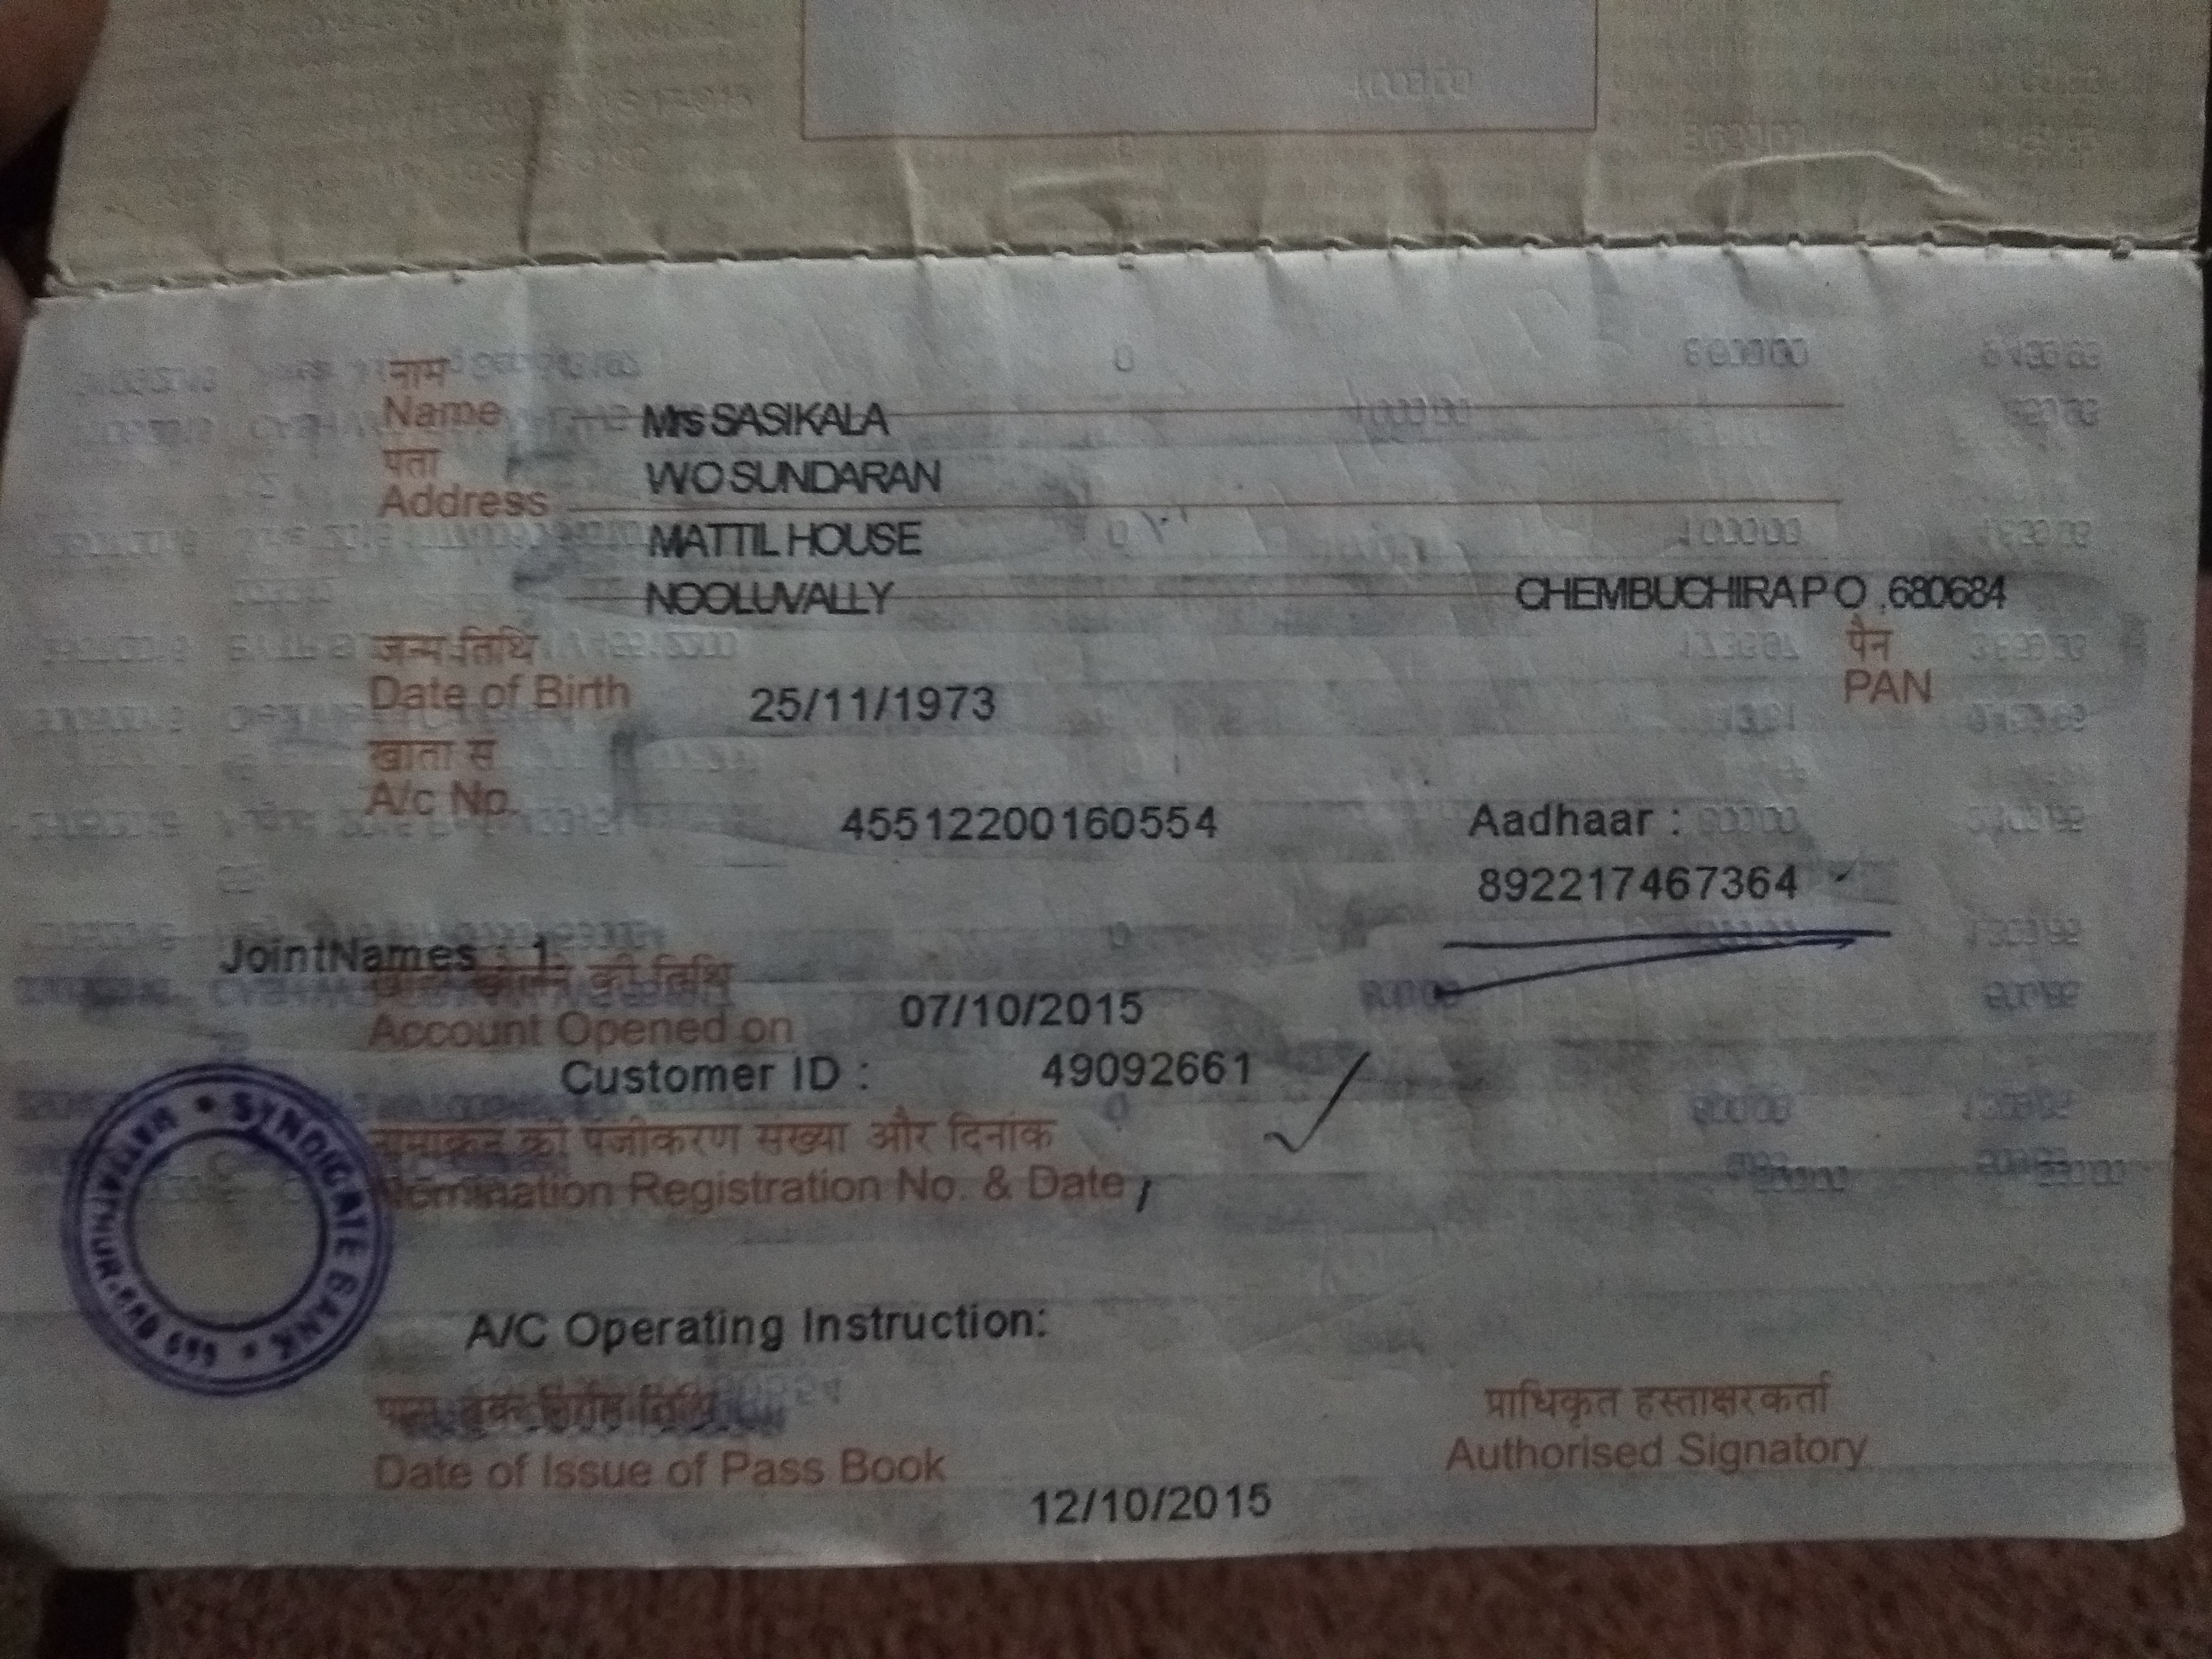 नाम
Name Mrs SASIKALA
पता
Address W/O SUNDARAN
MATTIL HOUSE
NOOLUVALLY CHEMBUCHIRA P O ,680684
जन्म तिथि पैन
Date of Birth 25/11/1973 PAN
खाता स
A/c No. 45512200160554 Aadhaar :
892217467364
JointNames : 1.
की तिथि
Account Opened on 07/10/2015
Customer ID : 49092661
नामांकन की पंजीकरण संख्या और दिनांक
Nomination Registration No. & Date
SYNDICATE BANK
A/C Operating Instruction:
पास बुक निर्गम तिथि प्राधिकृत हस्ताक्षरकर्ता
Date of Issue of Pass Book Authorised Signatory
12/10/2015